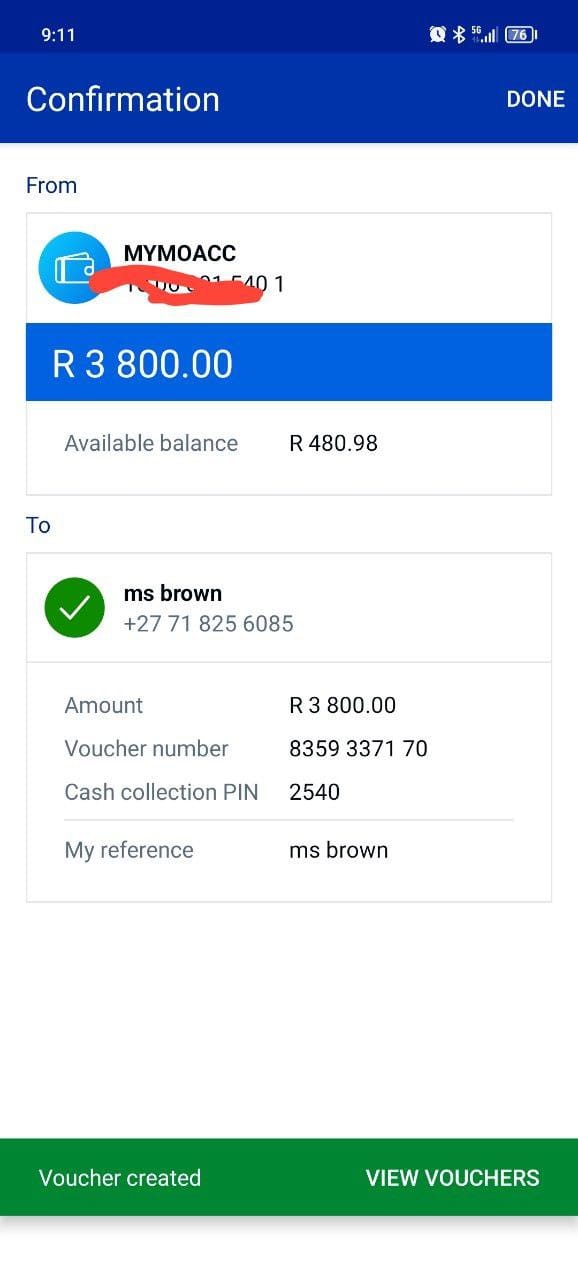 9:11
5G 76
Confirmation DONE
From
MYMOACC
540 1
R 3 800.00
Available balance R 480.98
To
ms brown
+27 71 825 6085
Amount R 3 800.00
Voucher number 8359 3371 70
Cash collection PIN 2540
My reference ms brown
Voucher created VIEW VOUCHERS